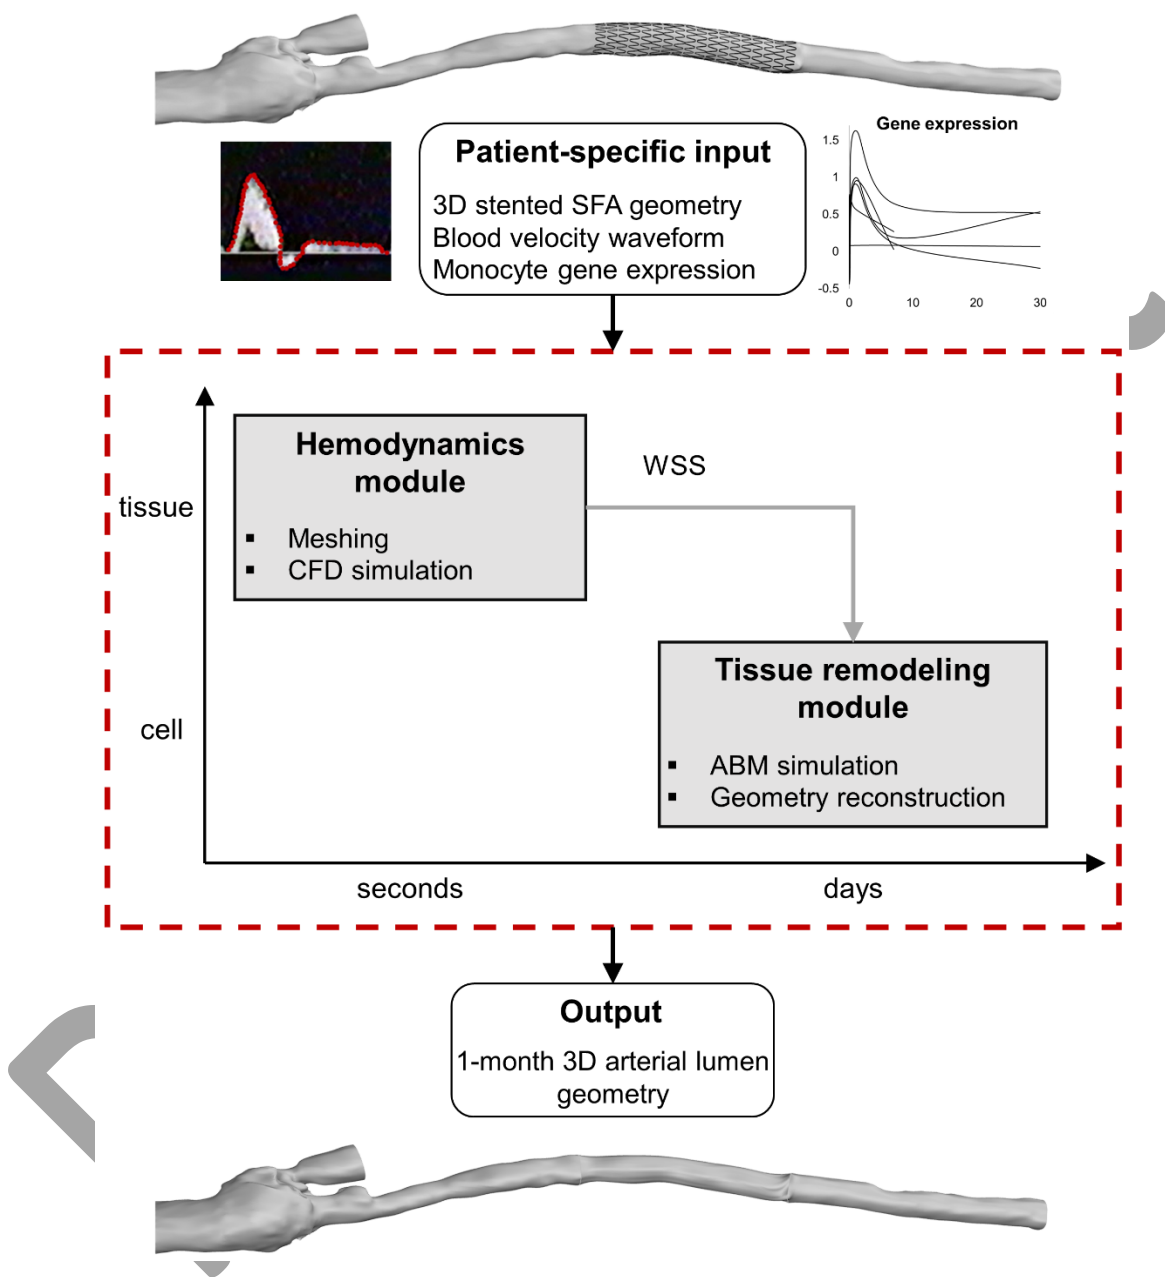 Gene expression
1.5
1
0.5
0
-0.5
0
10
20
30
Patient-specific input
3D stented SFA geometry
Blood velocity waveform
Monocyte gene expression
tissue
cell
Hemodynamics
module
▪ Meshing
▪ CFD simulation
WSS
Tissue remodeling
module
▪ ABM simulation
▪ Geometry reconstruction
seconds
days
Output
1-month 3D arterial lumen
geometry